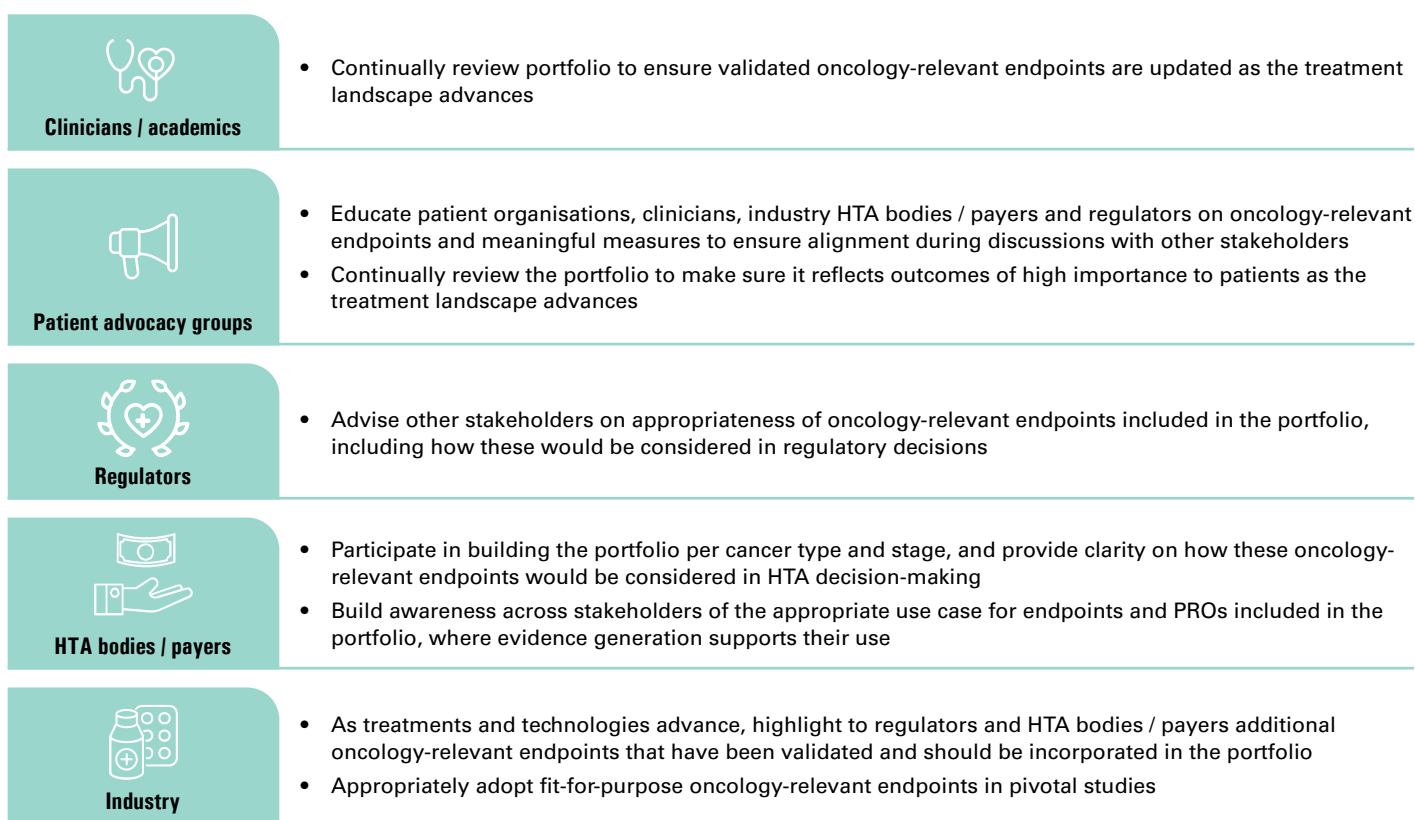 Clinicians / academics
• Continually review portfolio to ensure validated oncology-relevant endpoints are updated as the treatment
landscape advances
Patient advocacy groups
• Educate patient organisations, clinicians, industry HTA bodies / payers and regulators on oncology-relevant
endpoints and meaningful measures to ensure alignment during discussions with other stakeholders
• Continually review the portfolio to make sure it reflects outcomes of high importance to patients as the
treatment landscape advances
Regulators
• Advise other stakeholders on appropriateness of oncology-relevant endpoints included in the portfolio,
including how these would be considered in regulatory decisions
HTA bodies / payers
• Participate in building the portfolio per cancer type and stage, and provide clarity on how these oncology-
relevant endpoints would be considered in HTA decision-making
• Build awareness across stakeholders of the appropriate use case for endpoints and PROs included in the
portfolio, where evidence generation supports their use
Industry
• As treatments and technologies advance, highlight to regulators and HTA bodies / payers additional
oncology-relevant endpoints that have been validated and should be incorporated in the portfolio
• Appropriately adopt fit-for-purpose oncology-relevant endpoints in pivotal studies